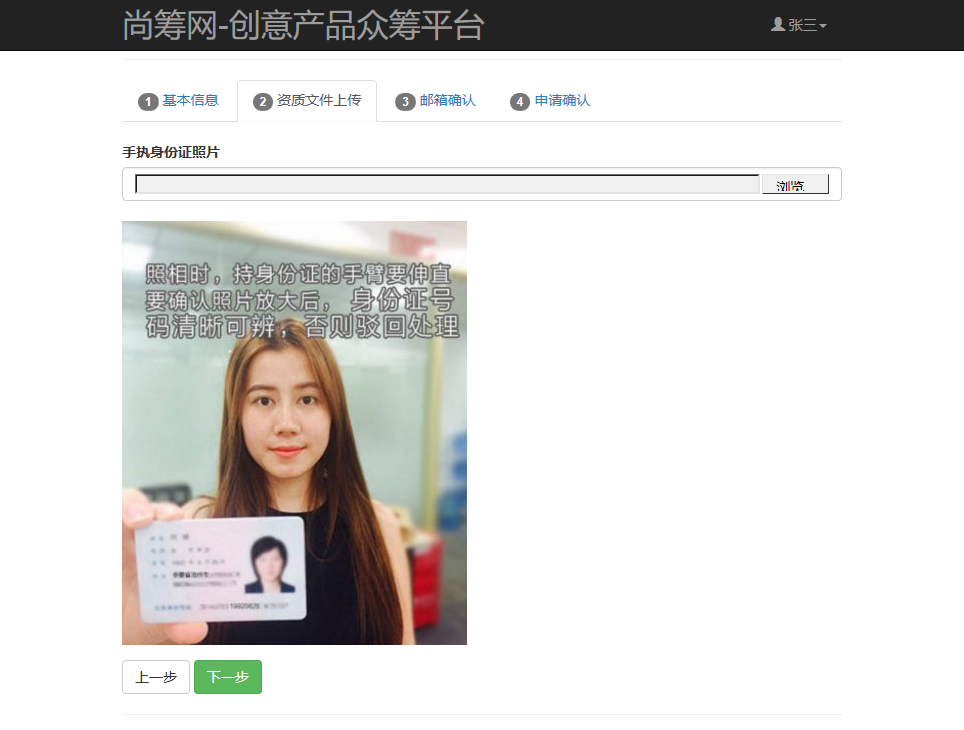 尚筹网-创意产品众筹平台
张三
1 基本信息
2 资质文件上传
3 邮箱确认
4 申请确认
手执身份证照片
浏览
照相时，持身份证的手臂要伸直
要确认照片放大后，身份证号
码清晰可辨，否则驳回处理
上一步
下一步